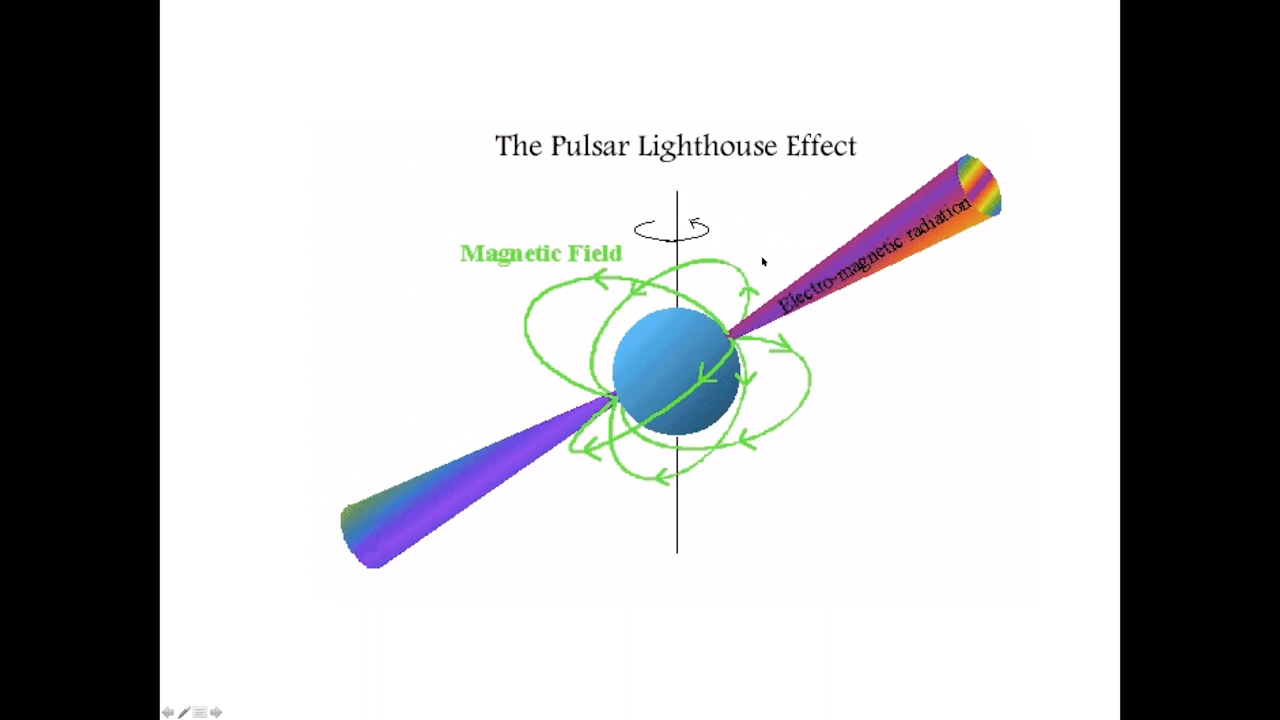 The Pulsar Lighthouse Effect
Magnetic Field
Electro-magnetic radiation